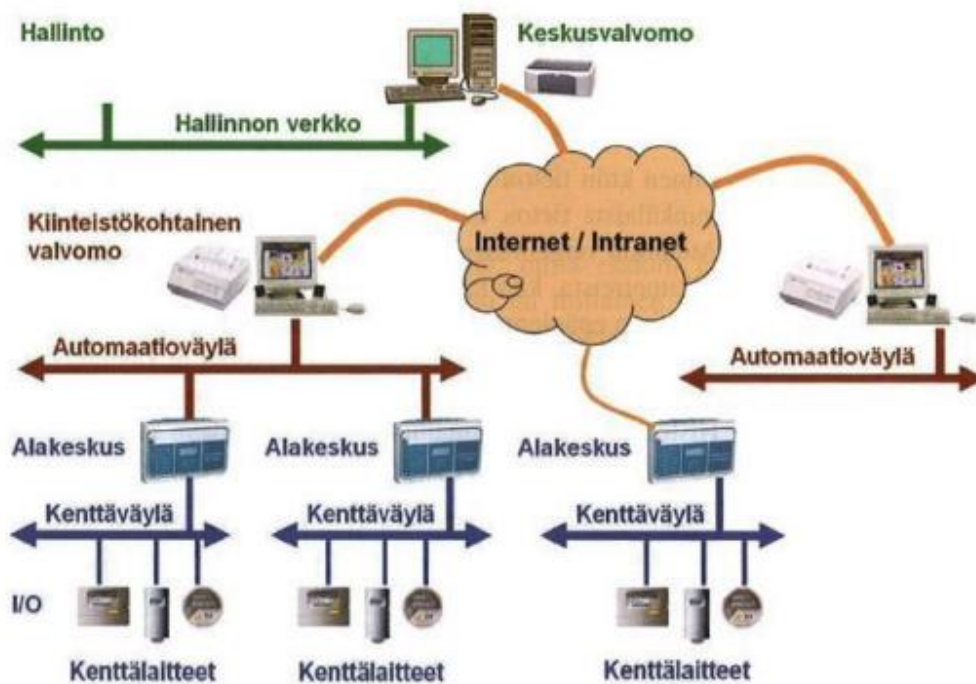 Hallinto
Keskusvalvomo
Hallinnon verkko
Kiinteistökohtainen
valvomo
Internet / Intranet
Automaatioväylä
Automaatioväylä
Alakeskus
Alakeskus
Alakeskus
Kenttäväylä
Kenttäväylä
Kenttäväylä
I/O
Kenttälaitteet
Kenttälaitteet
Kenttälaitteet